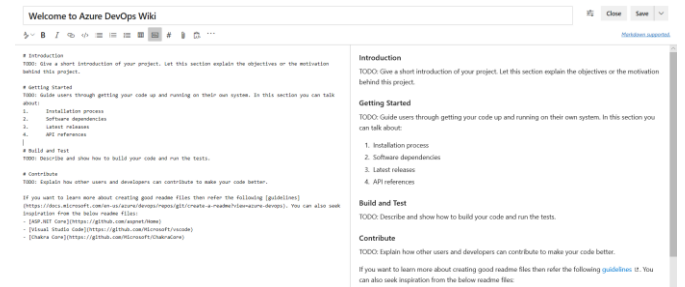 Welcome to Azure DevOps Wiki
Close
Save
B I
#
Markdown supported.
# Introduction
TODO: Give a short introduction of your project. Let this section explain the objectives or the motivation
behind this project.
# Getting Started
TODO: Guide users through getting your code up and running on their own system. In this section you can talk
about:
1. Installation process
2. Software dependencies
3. Latest releases
4. API references
# Build and Test
TODO: Describe and show how to build your code and run the tests.
# Contribute
TODO: Explain how other users and developers can contribute to make your code better.
If you want to learn more about creating good readme files then refer the following [guidelines]
(https://docs.microsoft.com/en-us/azure/devops/repos/git/create-a-readme?view=azure-devops). You can also seek
inspiration from the below readme files:
- [ASP.NET Core](https://github.com/aspnet/Home)
- [Visual Studio Code](https://github.com/Microsoft/vscode)
- [Chakra Core](https://github.com/Microsoft/ChakraCore)
Introduction
TODO: Give a short introduction of your project. Let this section explain the objectives or the motivation
behind this project.
Getting Started
TODO: Guide users through getting your code up and running on their own system. In this section you
can talk about:
1. Installation process
2. Software dependencies
3. Latest releases
4. API references
Build and Test
TODO: Describe and show how to build your code and run the tests.
Contribute
TODO: Explain how other users and developers can contribute to make your code better.
If you want to learn more about creating good readme files then refer the following guidelines. You
can also seek inspiration from the below readme files: